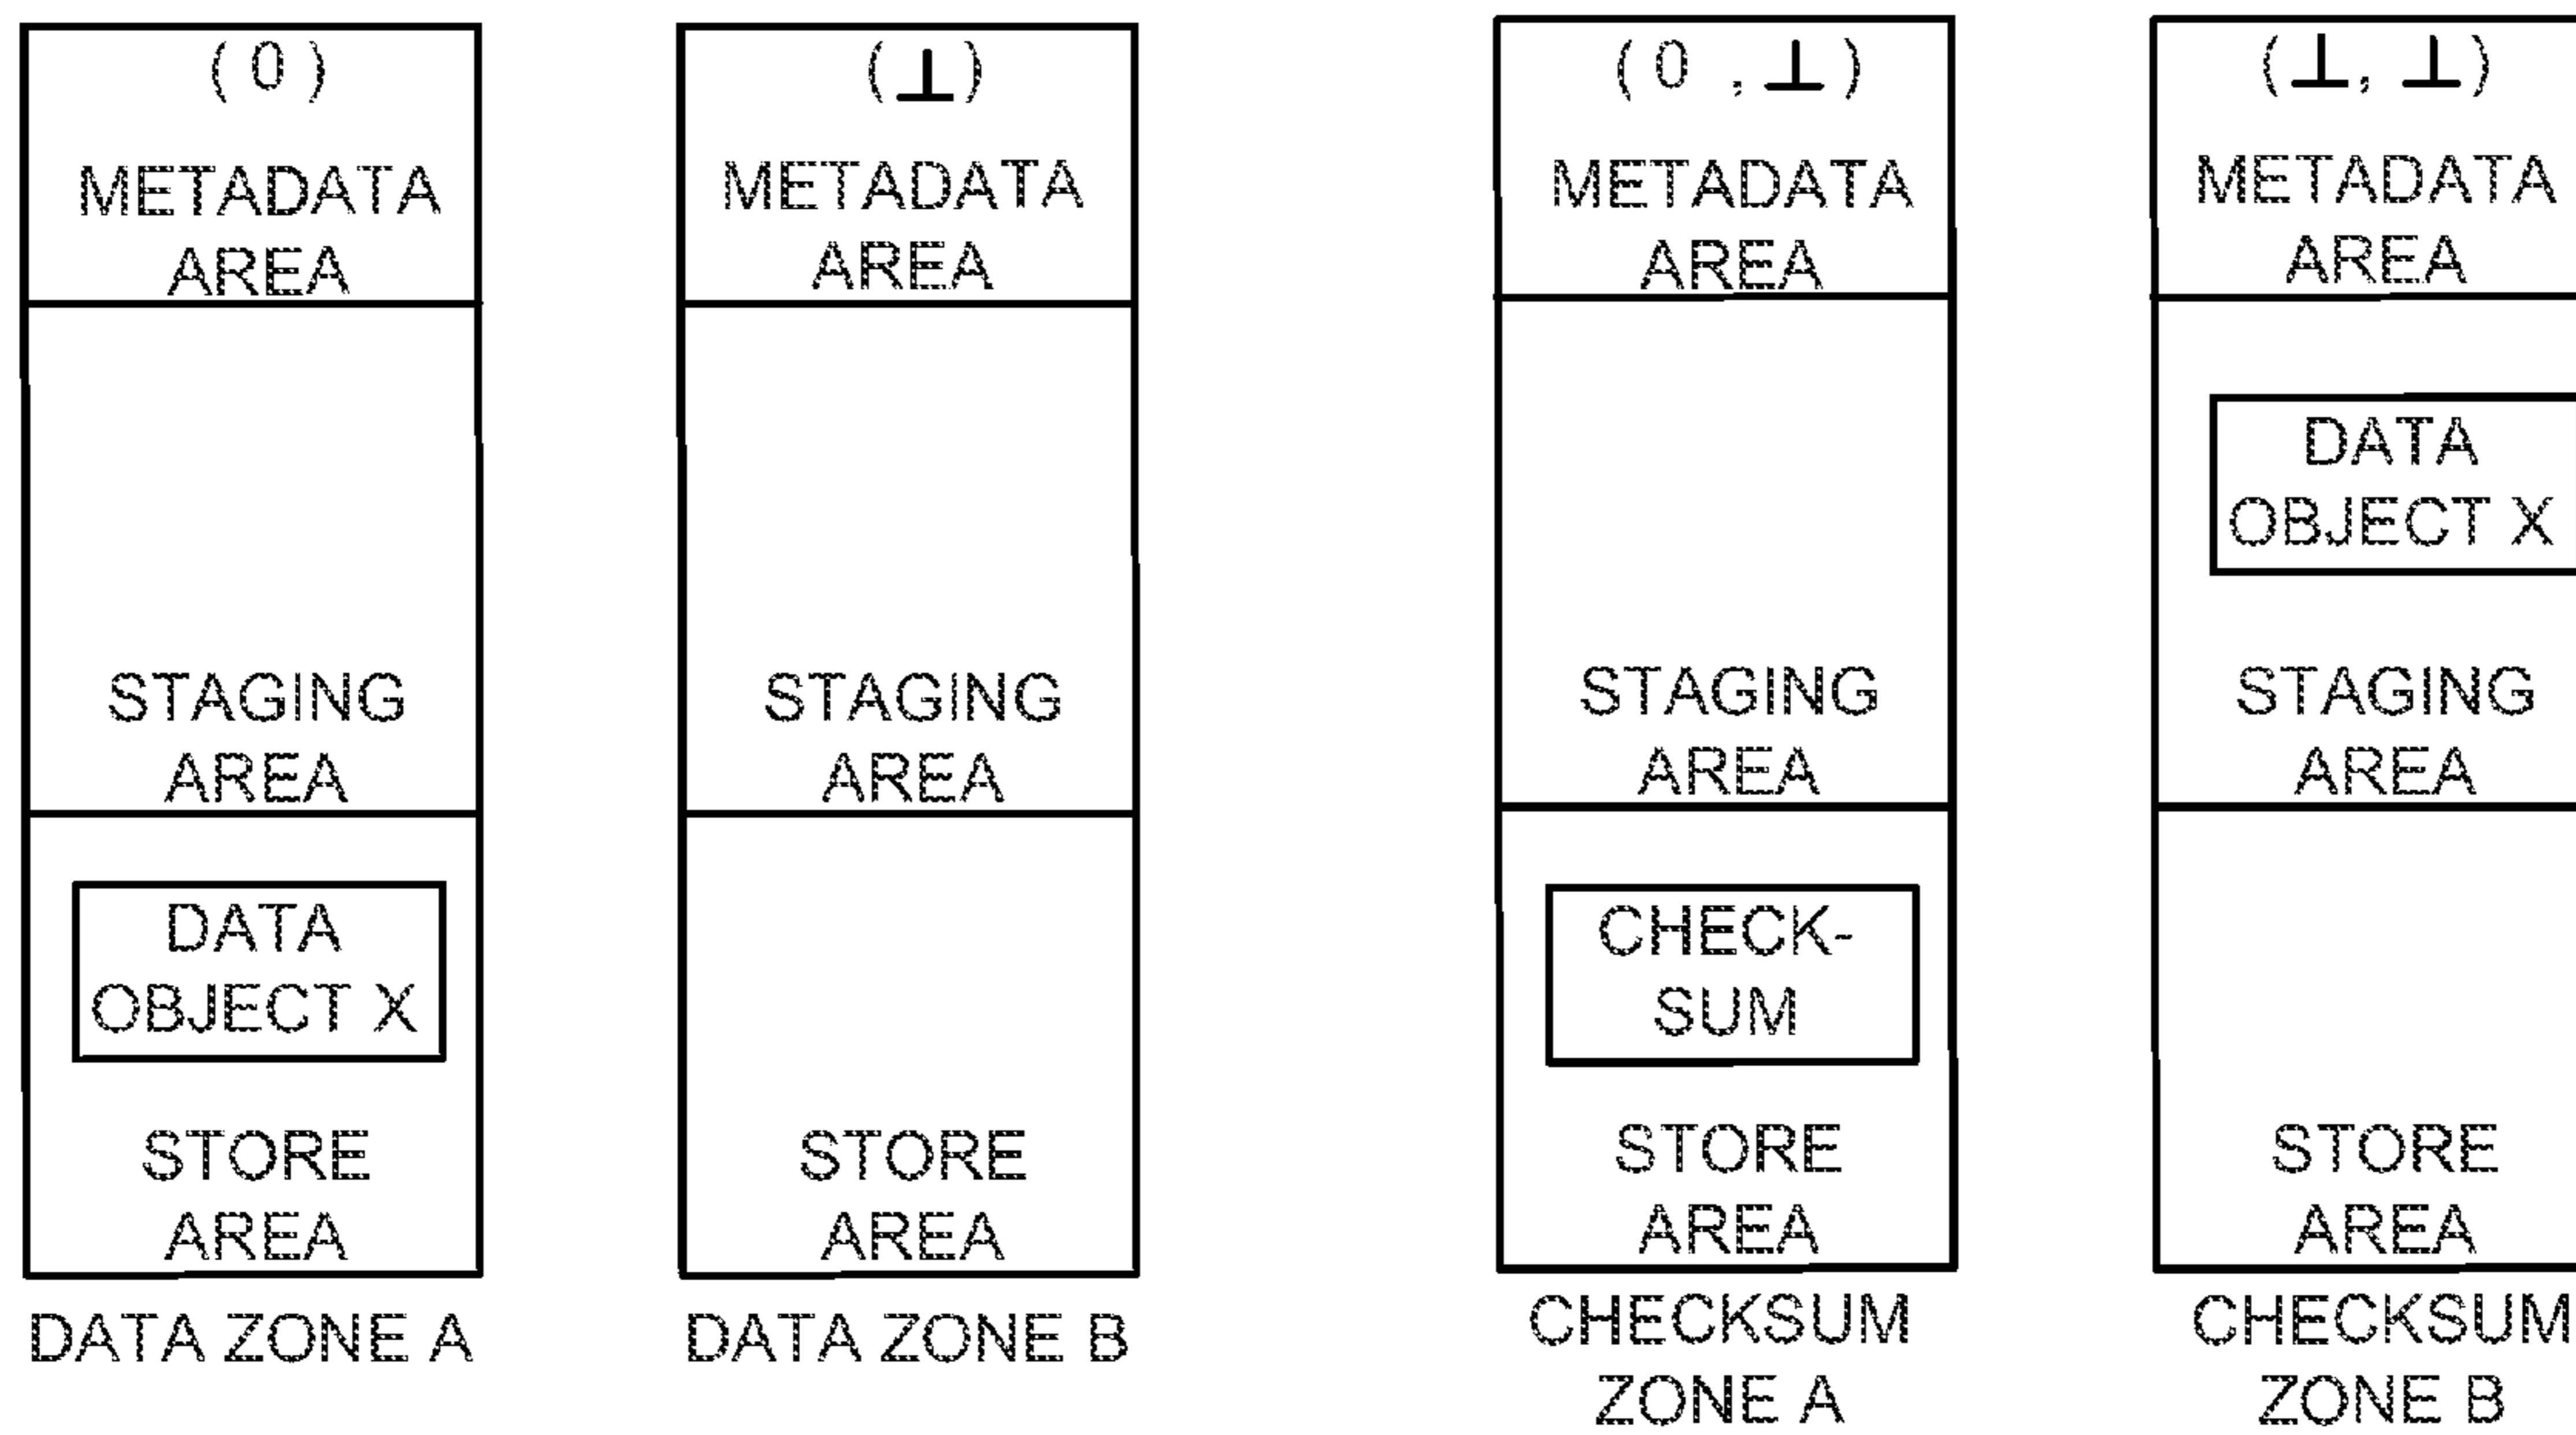 ( 0 )
METADATA
AREA
STAGING
AREA
DATA
OBJECT X
STORE
AREA
DATA ZONE A
(⊥)
METADATA
AREA
STAGING
AREA
STORE
AREA
DATA ZONE B
( 0 , ⊥ )
METADATA
AREA
STAGING
AREA
CHECK-
SUM
STORE
AREA
CHECKSUM
ZONE A
(⊥, ⊥)
METADATA
AREA
DATA
OBJECT X
STAGING
AREA
STORE
AREA
CHECKSUM
ZONE B